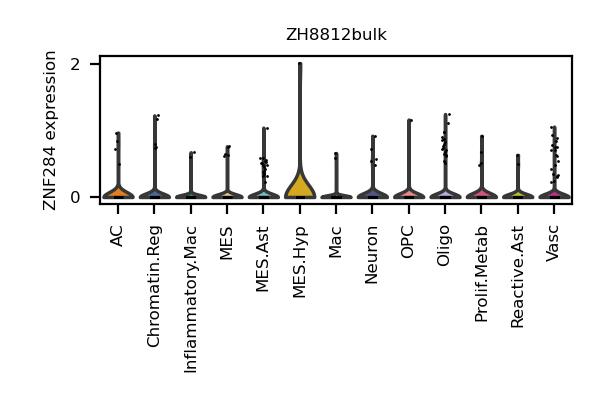 ZH8812bulk
ZNF284 expression
2
0
AC
Chromatin.Reg
Inflammatory.Mac
MES
MES.Ast
MES.Hyp
Mac
Neuron
OPC
Oligo
Prolif.Metab
Reactive.Ast
Vasc